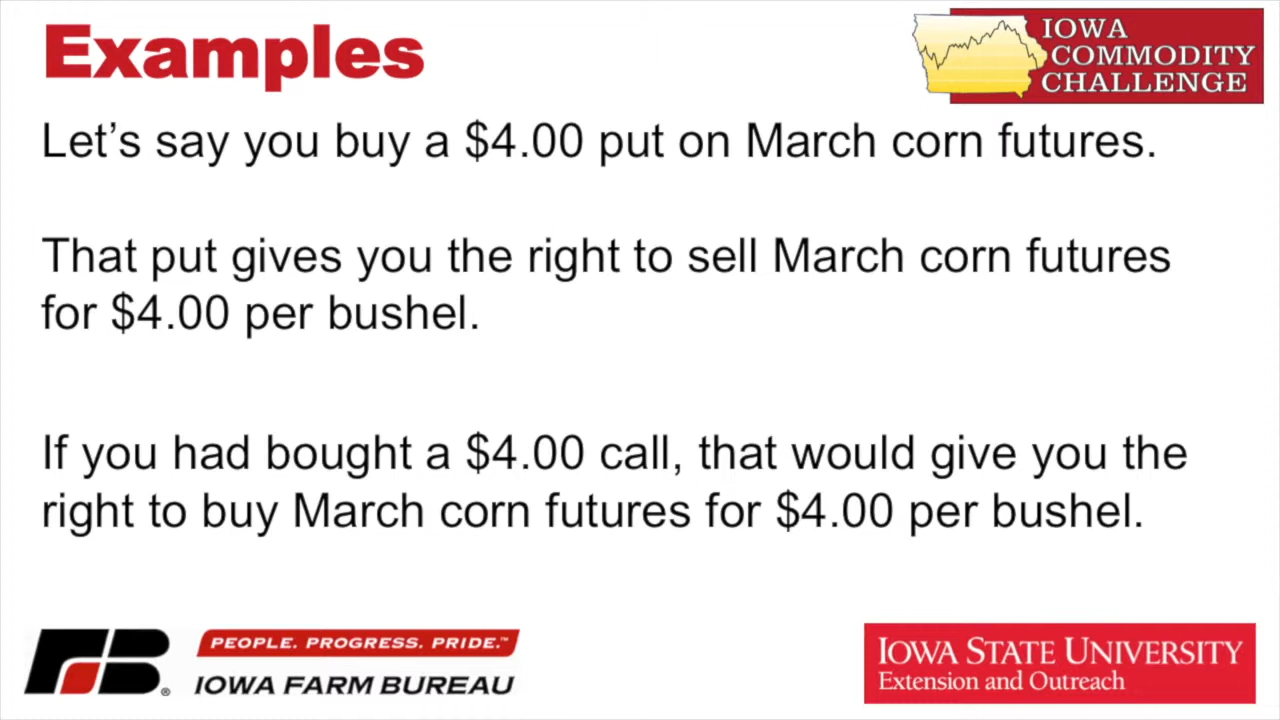 Examples
IOWA
COMMODITY
CHALLENGE
Let's say you buy a $4.00 put on March corn futures.
That put gives you the right to sell March corn futures
for $4.00 per bushel.
If you had bought a $4.00 call, that would give you the
right to buy March corn futures for $4.00 per bushel.
FB®
PEOPLE. PROGRESS. PRIDE.™
IOWA FARM BUREAU
IOWA STATE UNIVERSITY
Extension and Outreach